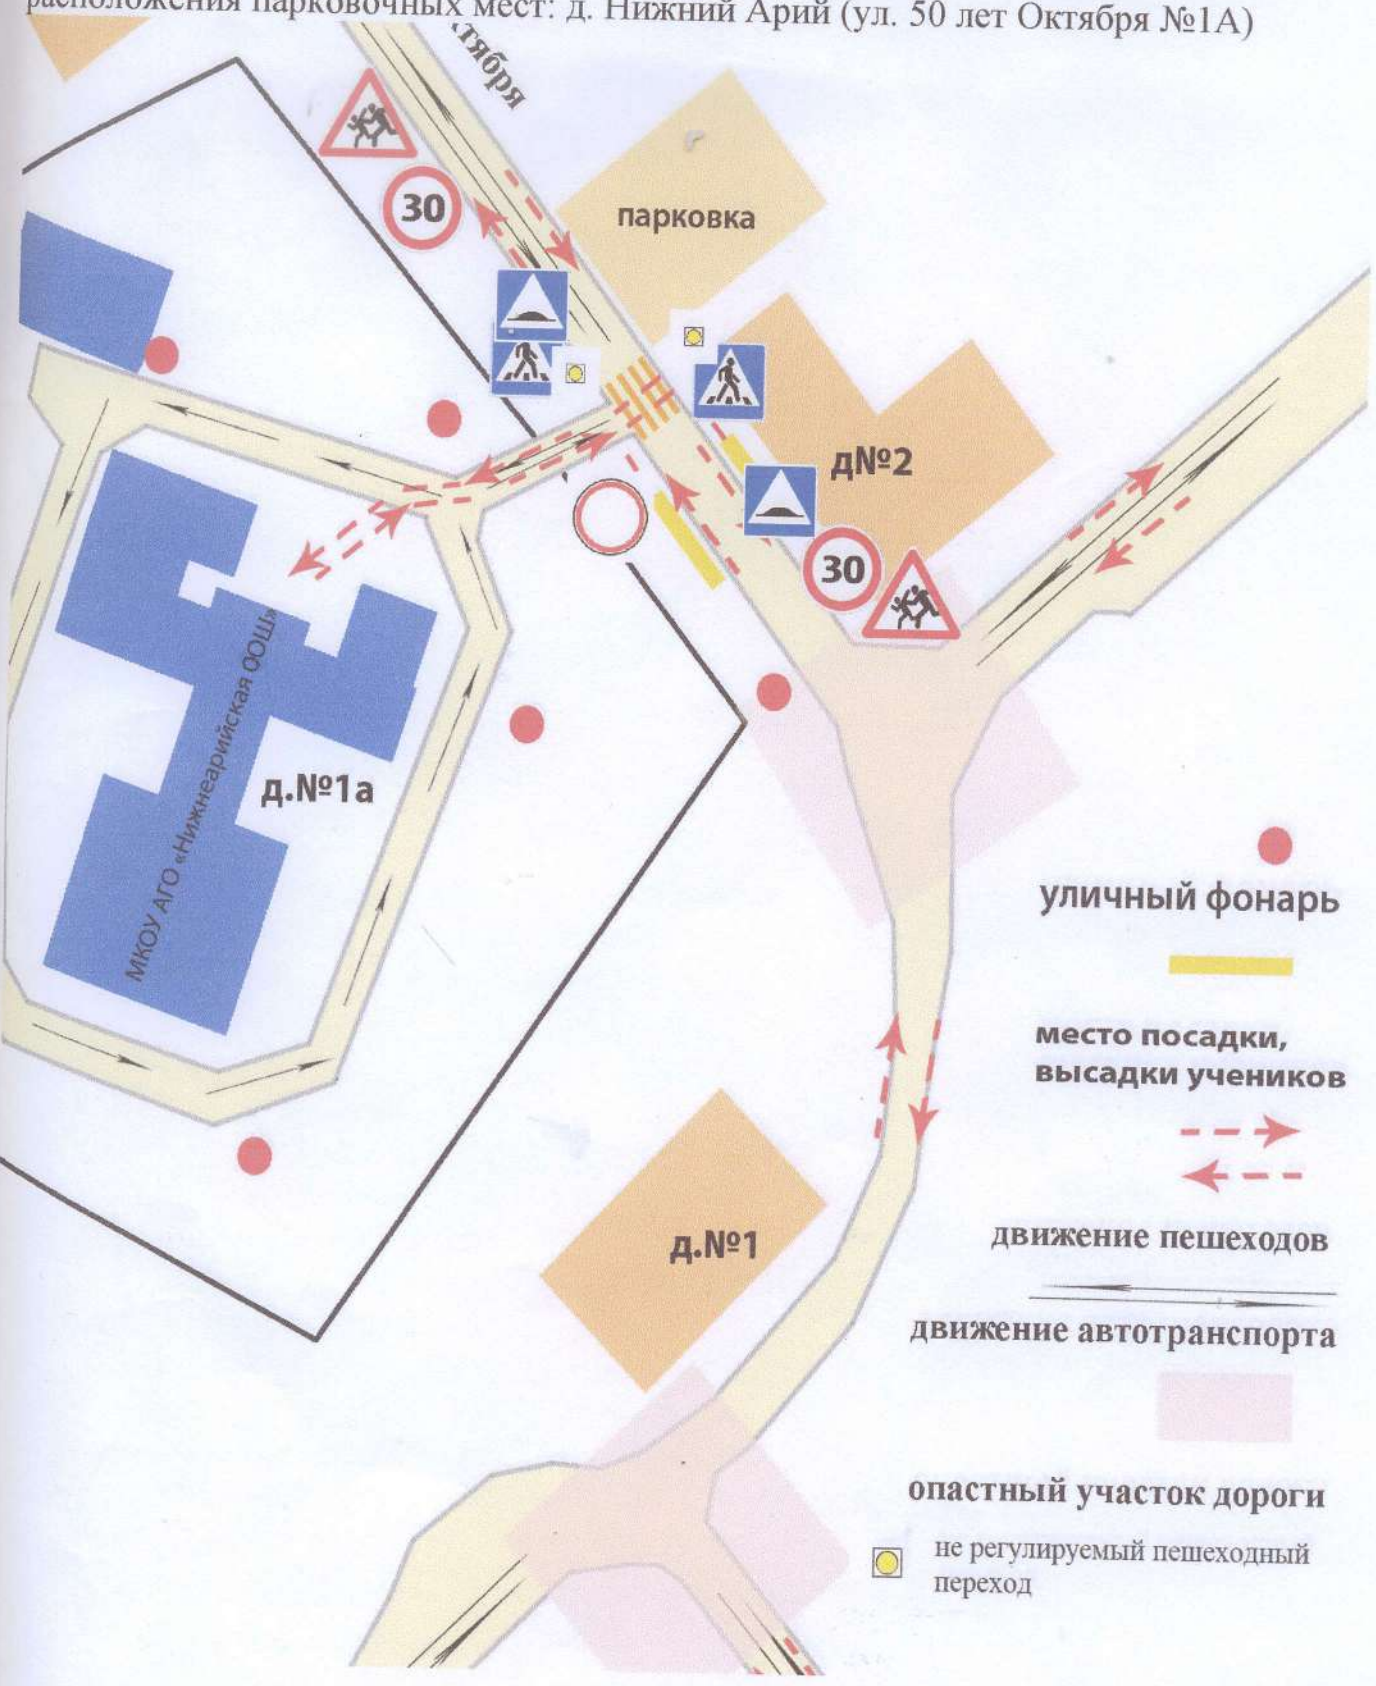 расположения парковочных мест: д. Нижний Арий (ул. 50 лет Октября №1А)
тября
30
парковка
д№2
30
МКОУ АГО «Нижнеарийская ООШ»
д.№1а
уличный фонарь
место посадки,
высадки учеников
д.№1
движение пешеходов
движение автотранспорта
опастный участок дороги
не регулируемый пешеходный
переход